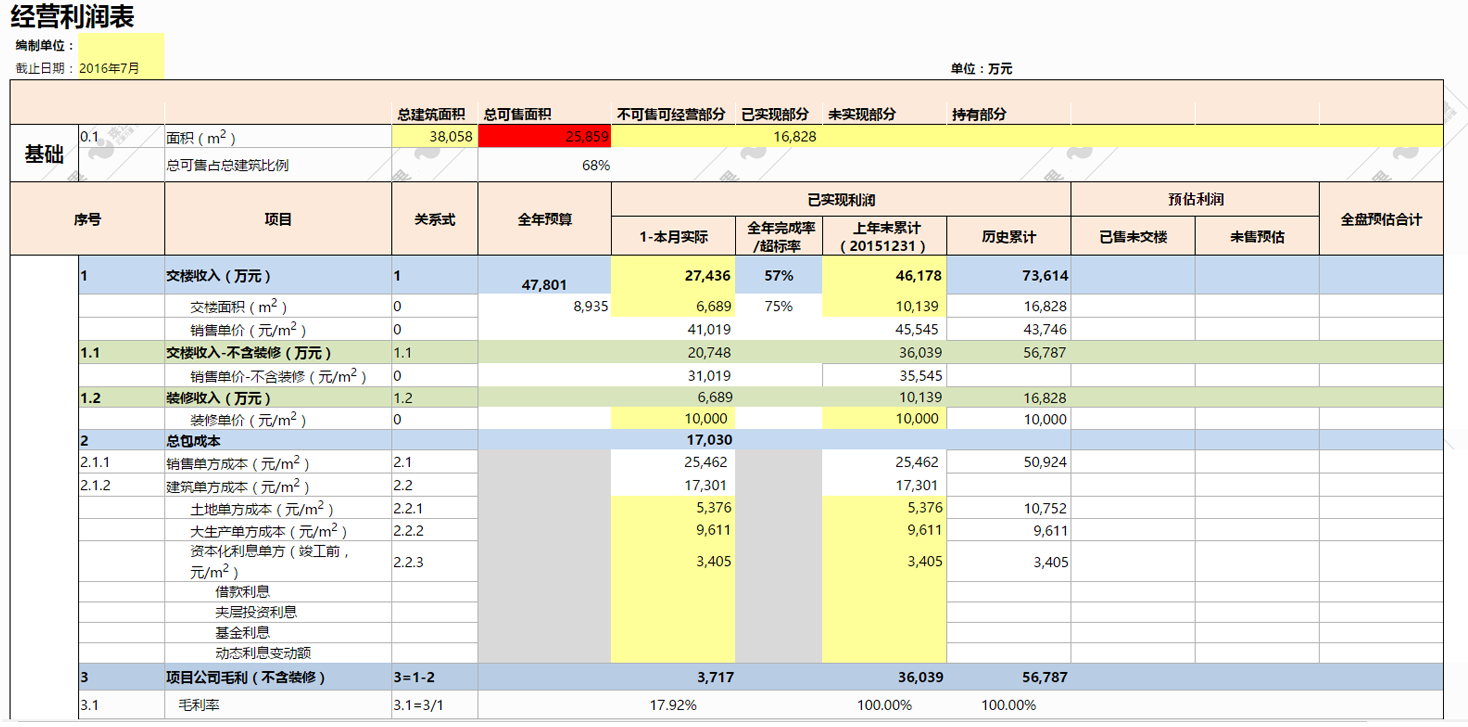 经营利润表
编制单位：
截止日期：2016年7月 单位：万元
总建筑面积 总可售面积 不可售可经营部分 已实现部分 未实现部分 持有部分
基础 0.1 面积（m2） 38,058 25,859 16,828
总可售占总建筑比例 68%
序号 项目 关系式 全年预算 已实现利润 预估利润 全盘预估合计
1-本月实际 全年完成率 上年末累计 历史累计 已售未交楼 未售预估
/超标率 （20151231）
1 交楼收入（万元） 1 47,801 27,436 57% 46,178 73,614
交楼面积（m2） 0 8,935 6,689 75% 10,139 16,828
销售单价（元/m2） 0 41,019 45,545 43,746
1.1 交楼收入-不含装修（万元） 1.1 20,748 36,039 56,787
销售单价-不含装修（元/m2） 0 31,019 35,545
1.2 装修收入（万元） 1.2 6,689 10,139 16,828
装修单价（元/m2） 0 10,000 10,000 10,000
2 总包成本 17,030
2.1.1 销售单方成本（元/m2） 2.1 25,462 25,462 50,924
2.1.2 建筑单方成本（元/m2） 2.2 17,301 17,301
土地单方成本（元/m2） 2.2.1 5,376 5,376 10,752
大生产单方成本（元/m2） 2.2.2 9,611 9,611 9,611
资本化利息单方（竣工前，
元/m2） 2.2.3 3,405 3,405 3,405
借款利息
夹层投资利息
基金利息
动态利息变动额
3 项目公司毛利（不含装修） 3=1-2 3,717 36,039 56,787
3.1 毛利率 3.1=3/1 17.92% 100.00% 100.00%